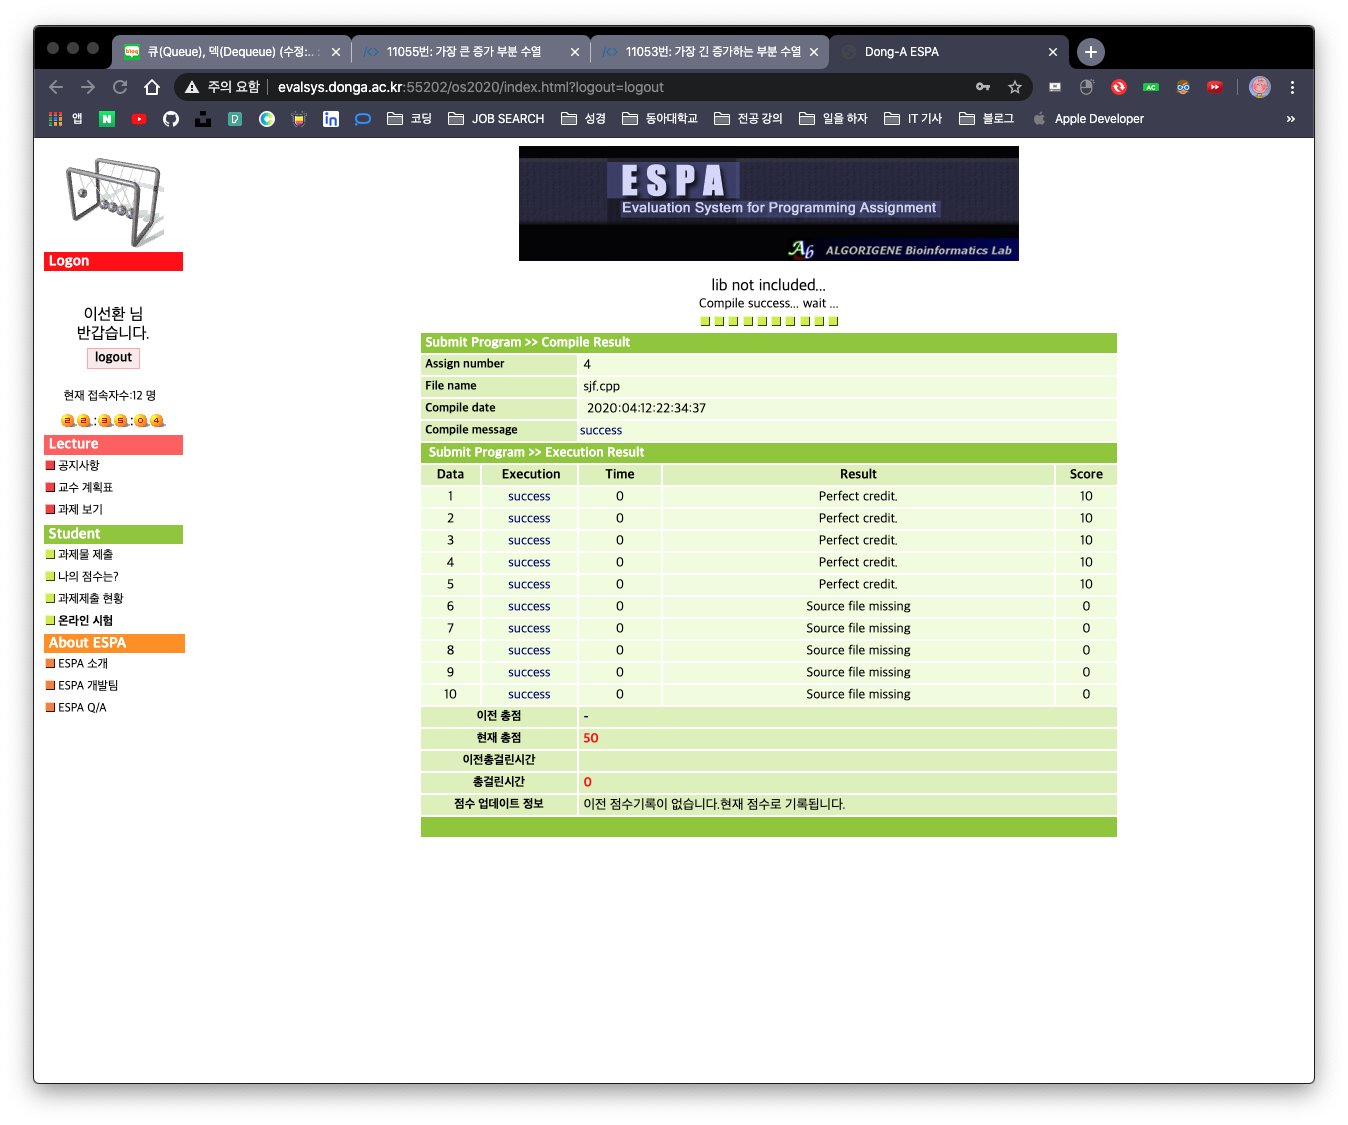 큐(Queue), 덱(Dequeue) (수정:..
11055번: 가장 큰 증가 부분 수열
11053번: 가장 긴 증가하는 부분 수열
Dong-A ESPA
주의 요함
evalsys.donga.ac.kr:55202/os2020/index.html?logout=logout
앱
코딩
JOB SEARCH
성경
동아대학교
전공 강의
일을 하자
IT 기사
블로그
Apple Developer
»
ESPA
Evaluation System for Programming Assignment
Ab ALGORIGENE Bioinformatics Lab
Logon
이선환 님
반갑습니다.
logout
현재 접속자수:12 명
22:35:04
Lecture
공지사항
교수 계획표
과제 보기
Student
과제물 제출
나의 점수는?
과제제출 현황
온라인 시험
About ESPA
ESPA 소개
ESPA 개발팀
ESPA Q/A
lib not included...
Compile success... wait ...
Submit Program >> Compile Result
Assign number 4
File name sjf.cpp
Compile date 2020:04:12:22:34:37
Compile message success
Submit Program >> Execution Result
Data Execution Time Result Score
1 success 0 Perfect credit. 10
2 success 0 Perfect credit. 10
3 success 0 Perfect credit. 10
4 success 0 Perfect credit. 10
5 success 0 Perfect credit. 10
6 success 0 Source file missing 0
7 success 0 Source file missing 0
8 success 0 Source file missing 0
9 success 0 Source file missing 0
10 success 0 Source file missing 0
이전 총점 -
현재 총점 50
이전총걸린시간
총걸린시간 0
점수 업데이트 정보 이전 점수기록이 없습니다.현재 점수로 기록됩니다.